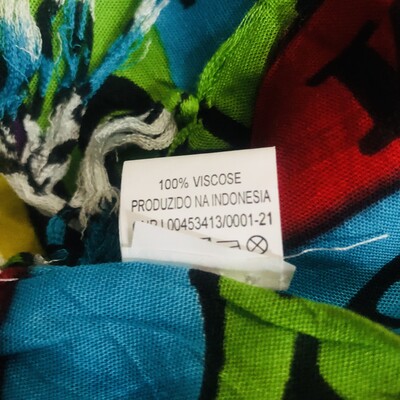 100% VISCOSE
PRODUZIDO NA INDONESIA
00453413/0001-21